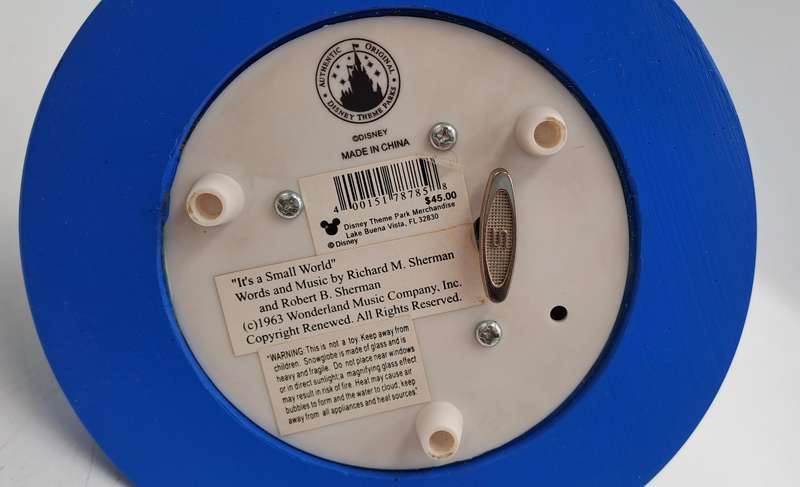 AUTHENTIC ORIGINAL
DISNEY THEME PARKS
©DISNEY
MADE IN CHINA
4 00151 78785 8
$45.00
Disney Theme Park Merchandise
Lake Buena Vista, FL 32830
© Disney
"It's a Small World"
Words and Music by Richard M. Sherman
and Robert B. Sherman
(c)1963 Wonderland Music Company, Inc.
Copyright Renewed. All Rights Reserved.
"WARNING:This is not a toy. Keep away from
children. Snowglobe is made of glass and is
heavy and fragile. Do not place near windows
or in direct sunlight;a magnifying glass effect
may result in risk of fire. Heat may cause air
bubbles to form and the water to cloud; keep
away from all appliances and heat sources."